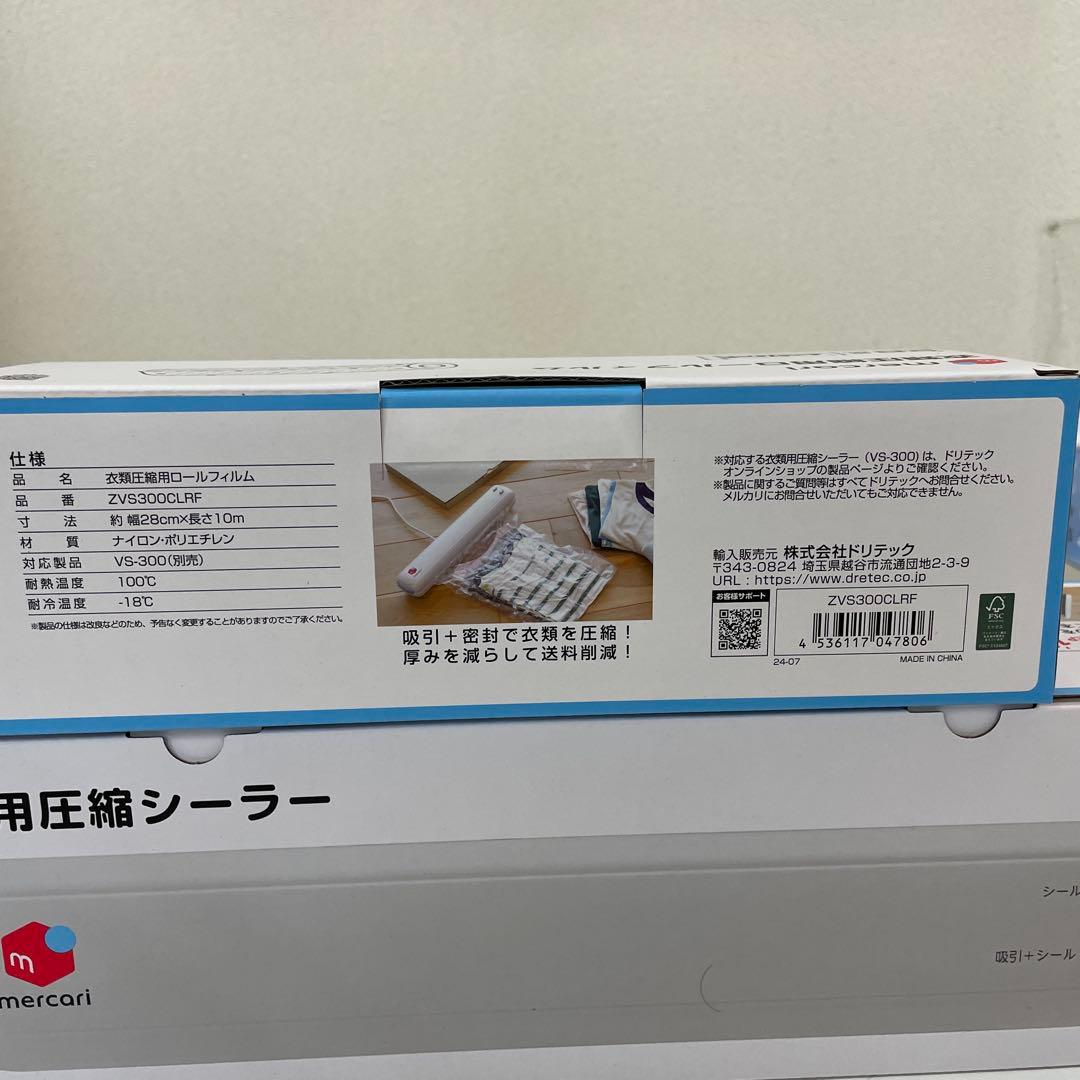 mercari
衣類圧縮用ロールフィルム
仕様
品 名 衣類圧縮用ロールフィルム
品 番 ZVS300CLRF
寸 法 約 幅28cm×長さ10m
材 質 ナイロン・ポリエチレン
対応製品 VS-300(別売)
耐熱温度 100℃
耐冷温度 -18℃
※製品の仕様は改良などのため、予告なく変更することがありますのでご了承ください。
吸引+密封で衣類を圧縮!
厚みを減らして送料削減!
※対応する衣類用圧縮シーラー(VS-300)は、ドリテック
オンラインショップの製品ページよりご確認ください。
※製品に関するご質問等はすべてドリテックへお問合せください。
メルカリにお問合せいただいてもご対応できません。
輸入販売元 株式会社ドリテック
〒343-0824 埼玉県越谷市流通団地2-3-9
URL:https://www.dretec.co.jp
お客様サポート
ZVS300CLRF
4 536117 047806
24-07
MADE IN CHINA
FSC
用圧縮シーラー
m
mercari
シール
吸引+シール